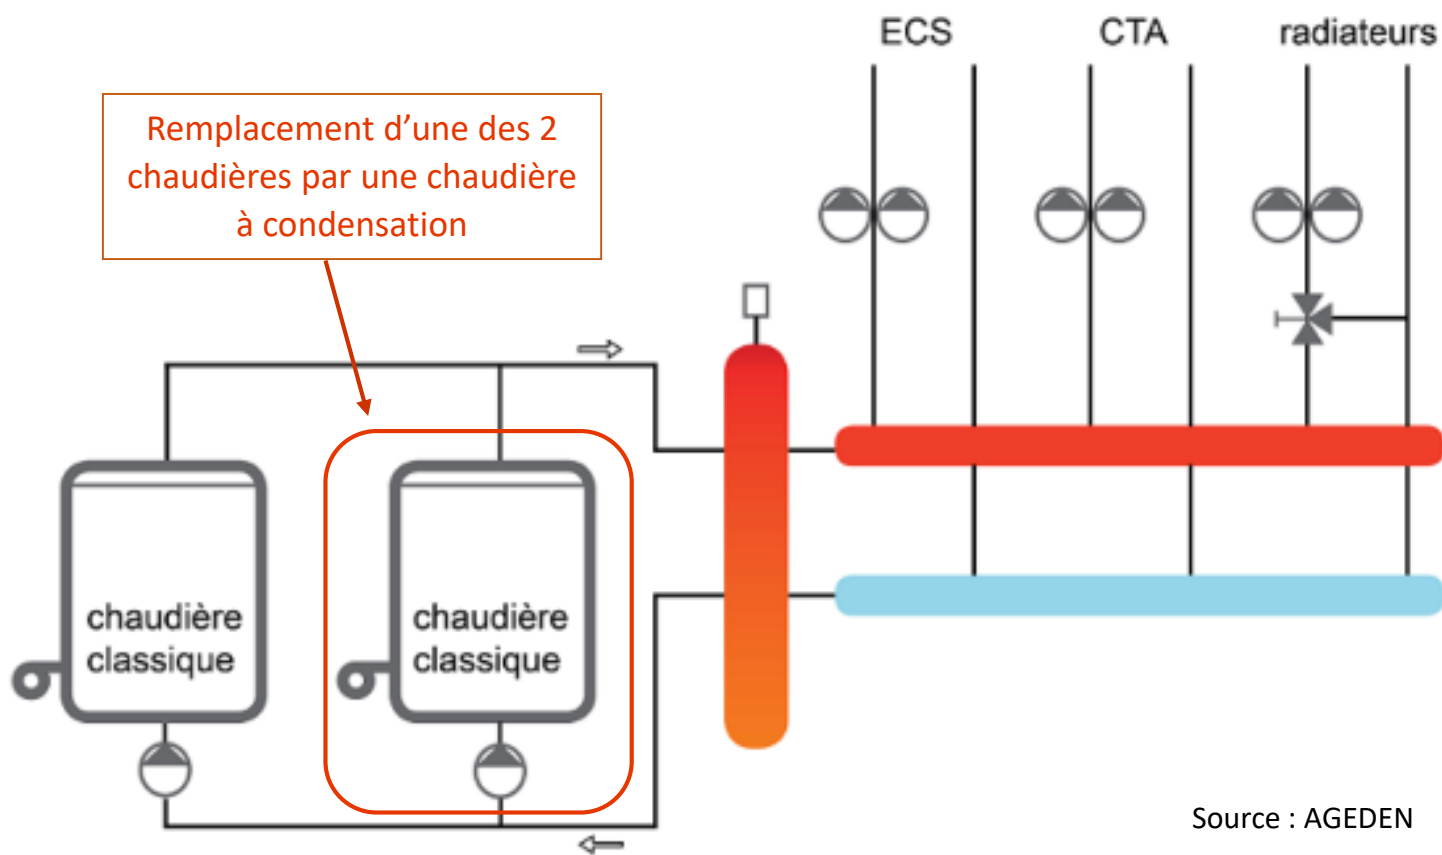 ECS
CTA
radiateurs
Remplacement d’une des 2
chaudières par une chaudière
à condensation
chaudière
classique
chaudière
classique
Source : AGEDEN